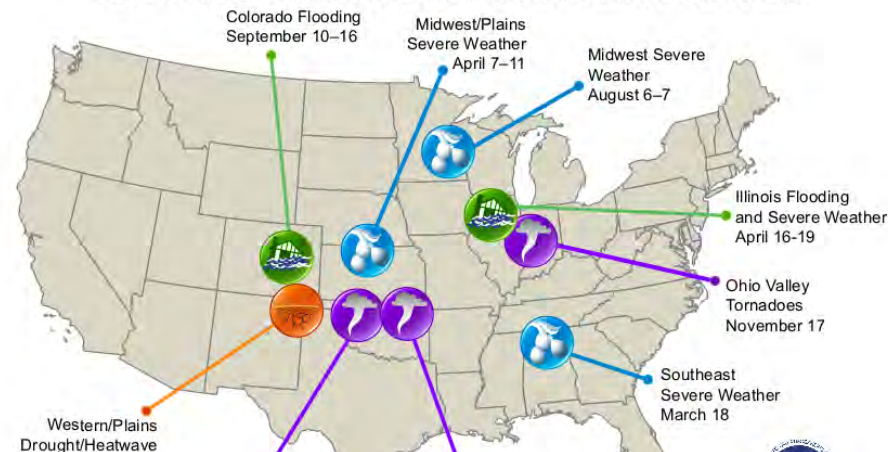 Colorado Flooding
September 10–16
Midwest/Plains
Severe Weather
April 7–11
Midwest Severe
Weather
August 6–7
Illinois Flooding
and Severe Weather
April 16-19
Ohio Valley
Tornadoes
November 17
Southeast
Severe Weather
March 18
Western/Plains
Drought/Heatwave